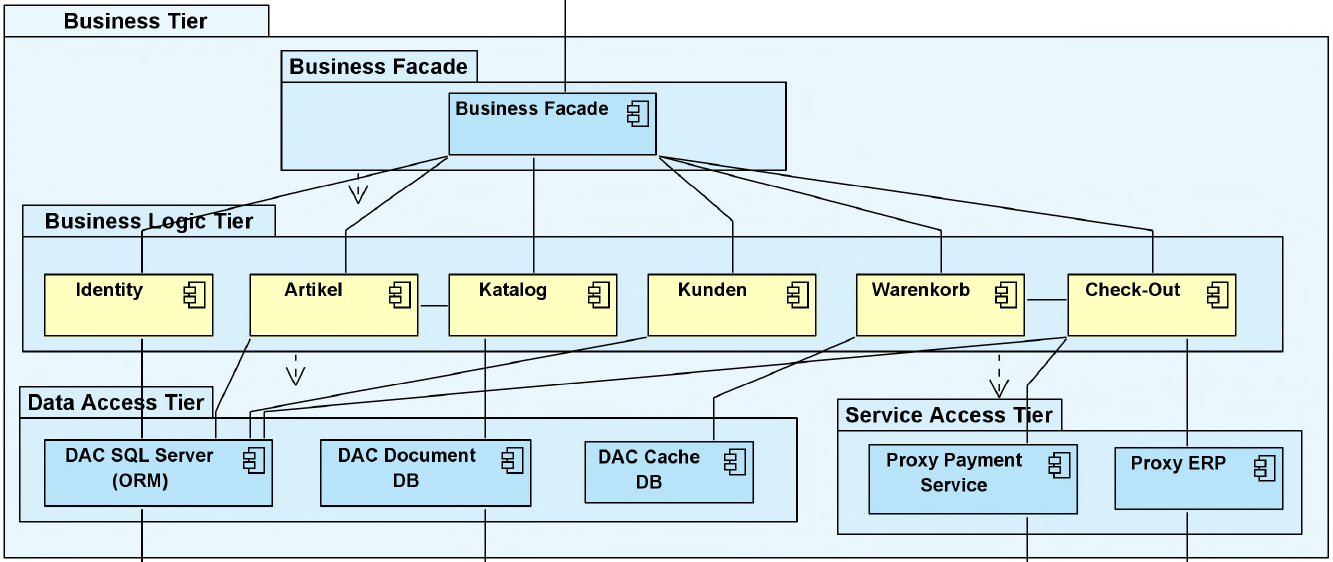 Business Tier
Business Facade
Business Facade
Business Logic Tier
Identity
Artikel
Katalog
Kunden
Warenkorb
Check-Out
Data Access Tier
Service Access Tier
DAC SQL Server
(ORM)
DAC Document
DB
DAC Cache
DB
Proxy Payment
Service
Proxy ERP